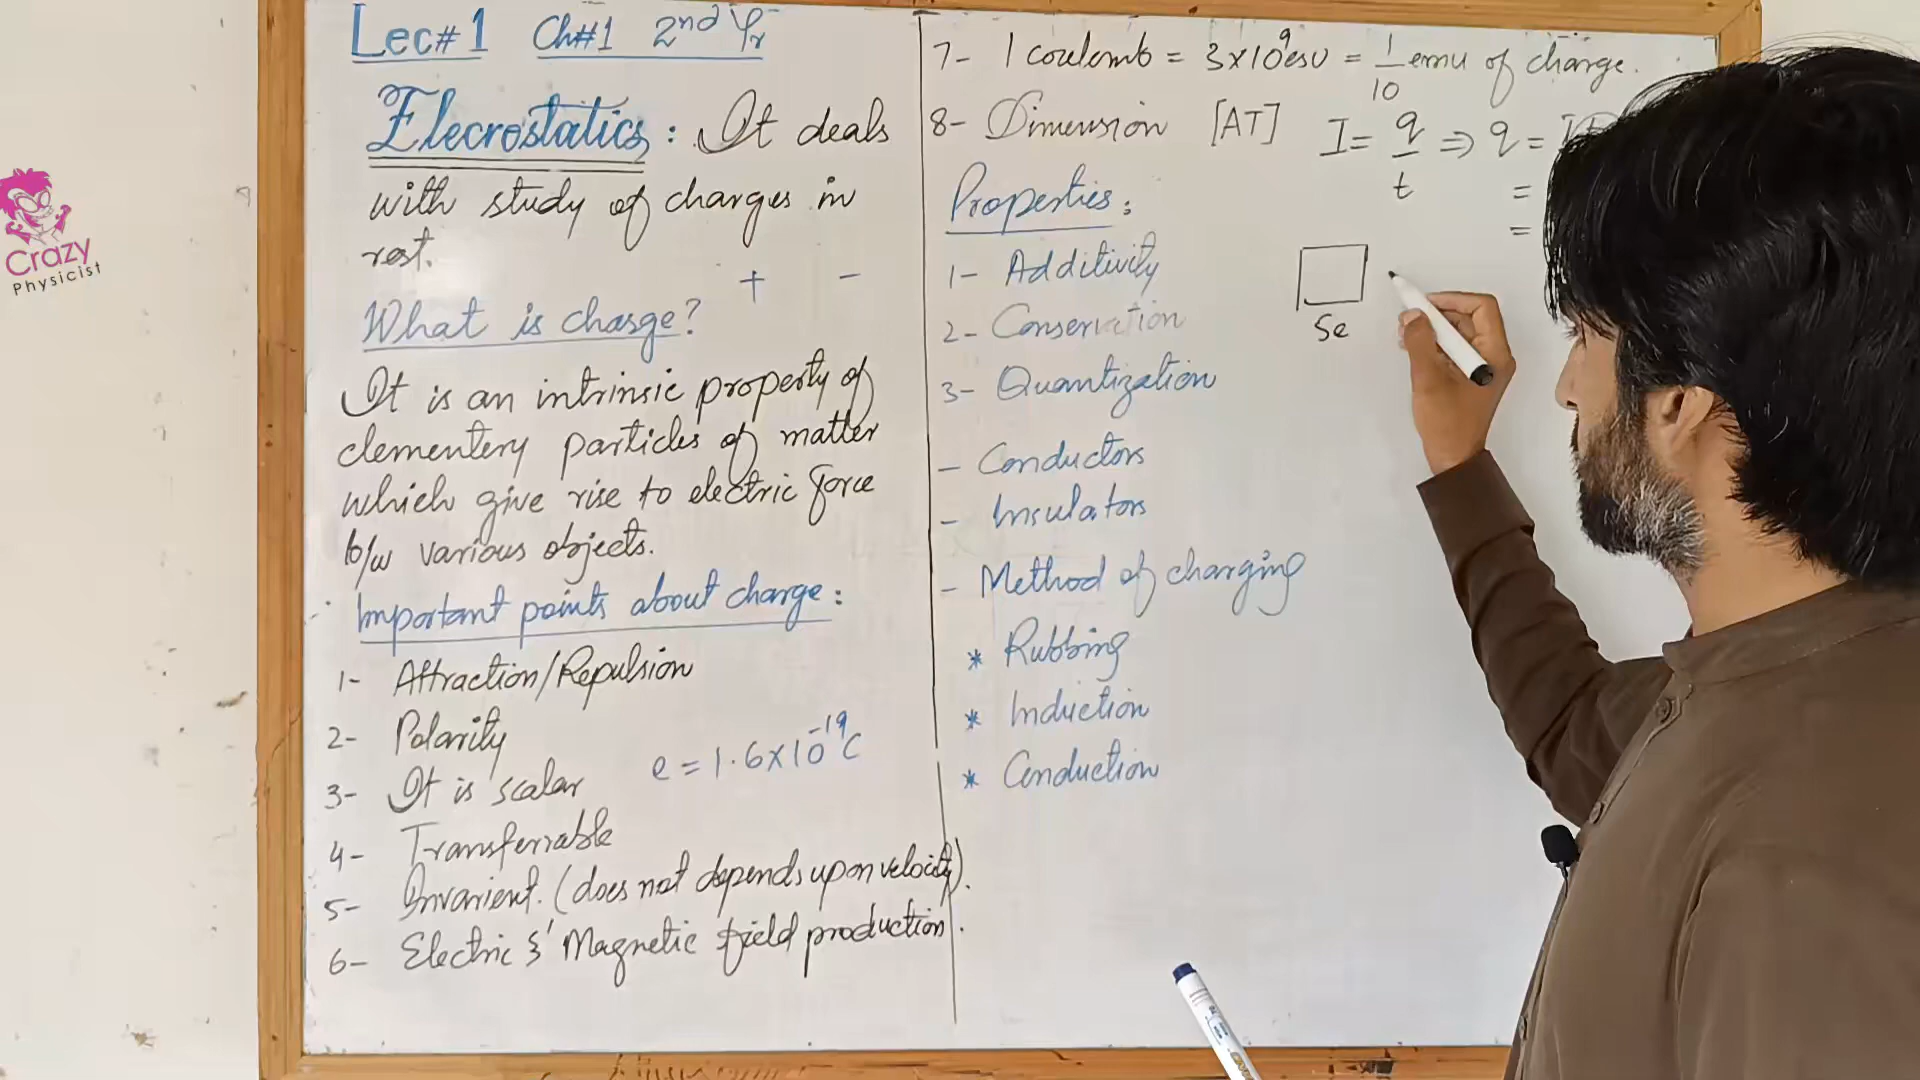 Crazy
Physicist
Lec#1 Ch#1 2nd Yr
Elecrostatics: It deals
with study of charges in
rest.
+ -
What is charge?
It is an intrinsic property of
elementery particles of matter
which give rise to electric force
b/w various objects.
Important points about charge:
1- Attraction/Repulsion
2- Polarity
e = 1.6x10^-19 C
3- It is scalar
4- Transferrable
5- Invarient. (does not depends upon velocity).
6- Electric & Magnetic field production.
7- 1 coulomb = 3x10^9 esu = 1/10 emu of charge.
8- Dimension [AT] I = q/t ⇒ q =
=
=
Properties:
1- Additivity
2- Conservation
3- Quantization
5e
- Conductors
- Insulators
- Method of charging
* Rubbing
* Induction
* Conduction